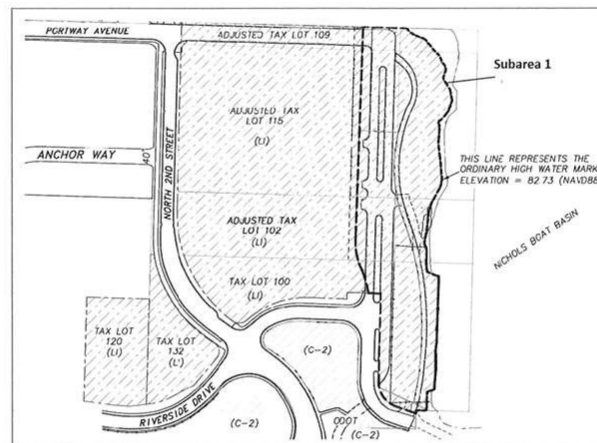 PORTWAY AVENUE
ADJUSTED TAX LOT 109
Subarea 1
ADJUSTED TAX
LOT 115
(LI)
THIS LINE REPRESENTS THE
ORDINARY HIGH WATER MARK
ELEVATION = 82.73 (NAVD88
ANCHOR WAY
40'
NORTH 2ND STREET
ADJUSTED TAX
LOT 102
(LI)
NICHOLS BOAT BASIN
TAX LOT 100
(LI)
TAX LOT
120
(LI)
TAX LOT
132
(L')
(C-2)
RIVERSIDE DRIVE
(C-2)
ODOT
(C-2)